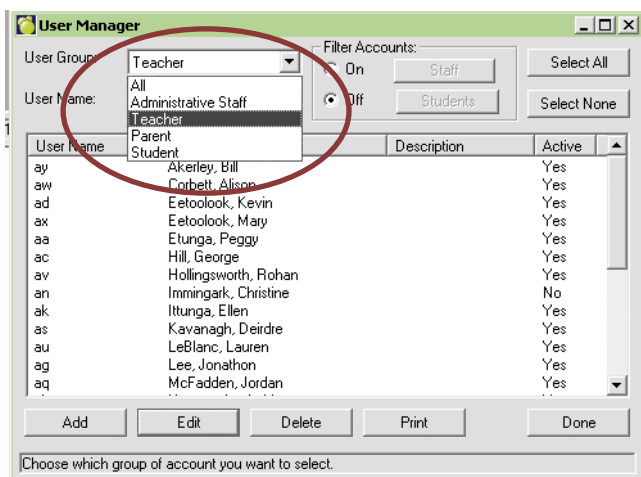 User Manager
User Group: Teacher
All
Administrative Staff
Teacher
Parent
Student
User Name:
Filter Accounts:
On Staff
Off Students
Select All
Select None
User Name Description Active
ay Akerley, Bill Yes
aw Corbett, Alison Yes
ad Eetoolook, Kevin Yes
ax Eetoolook, Mary Yes
aa Etunga, Peggy Yes
ac Hill, George Yes
av Hollingsworth, Rohan Yes
an Immingark, Christine No
ak Ittunga, Ellen Yes
as Kavanagh, Deirdre Yes
au LeBlanc, Lauren Yes
ag Lee, Jonathon Yes
aq McFadden, Jordan Yes
Add Edit Delete Print Done
Choose which group of account you want to select.